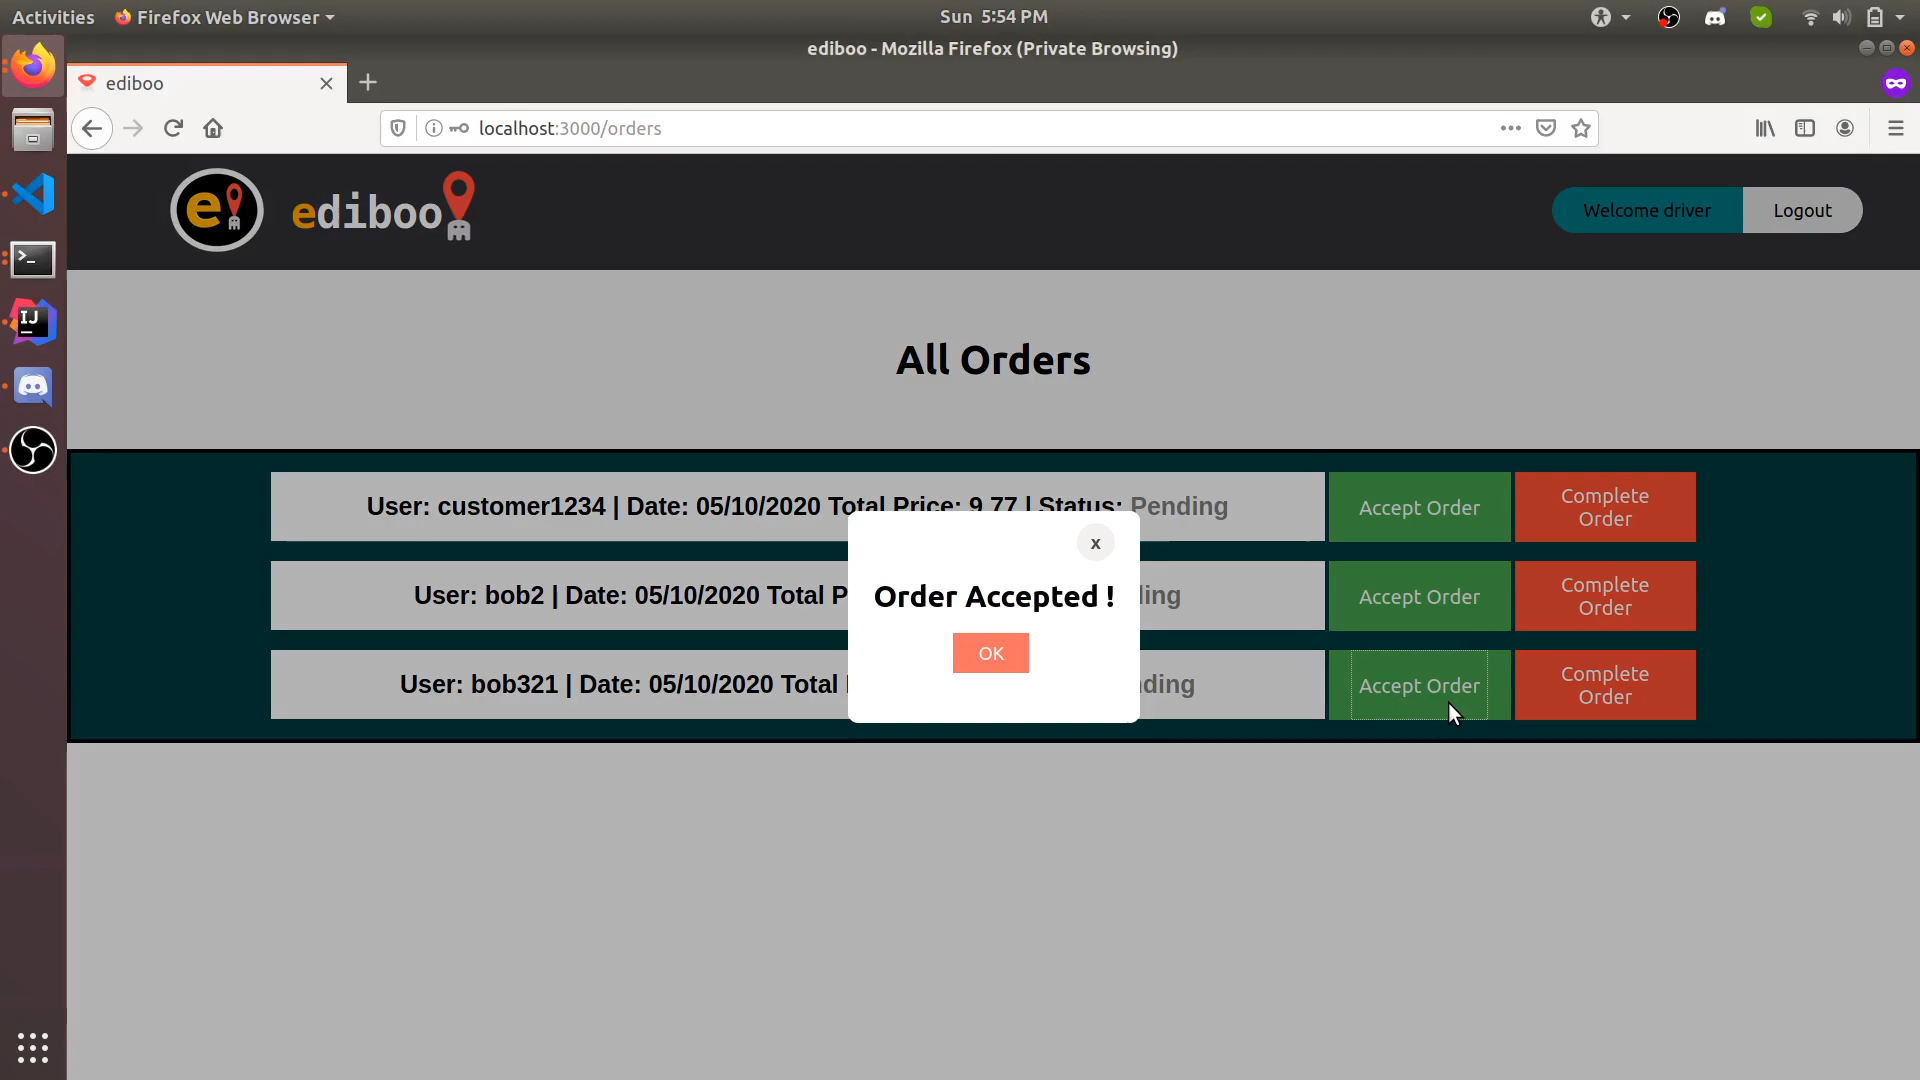 Activities
Firefox Web Browser
Sun 5:54 PM
ediboo - Mozilla Firefox (Private Browsing)
ediboo
localhost:3000/orders
e
ediboo
Welcome driver
Logout
All Orders
User: customer1234 | Date: 05/10/2020 Total Price: 9.77 | Status: Pending
Accept Order
Complete
Order
x
User: bob2 | Date: 05/10/2020 Total P
ling
Accept Order
Complete
Order
Order Accepted !
OK
User: bob321 | Date: 05/10/2020 Total
ding
Accept Order
Complete
Order
IJ